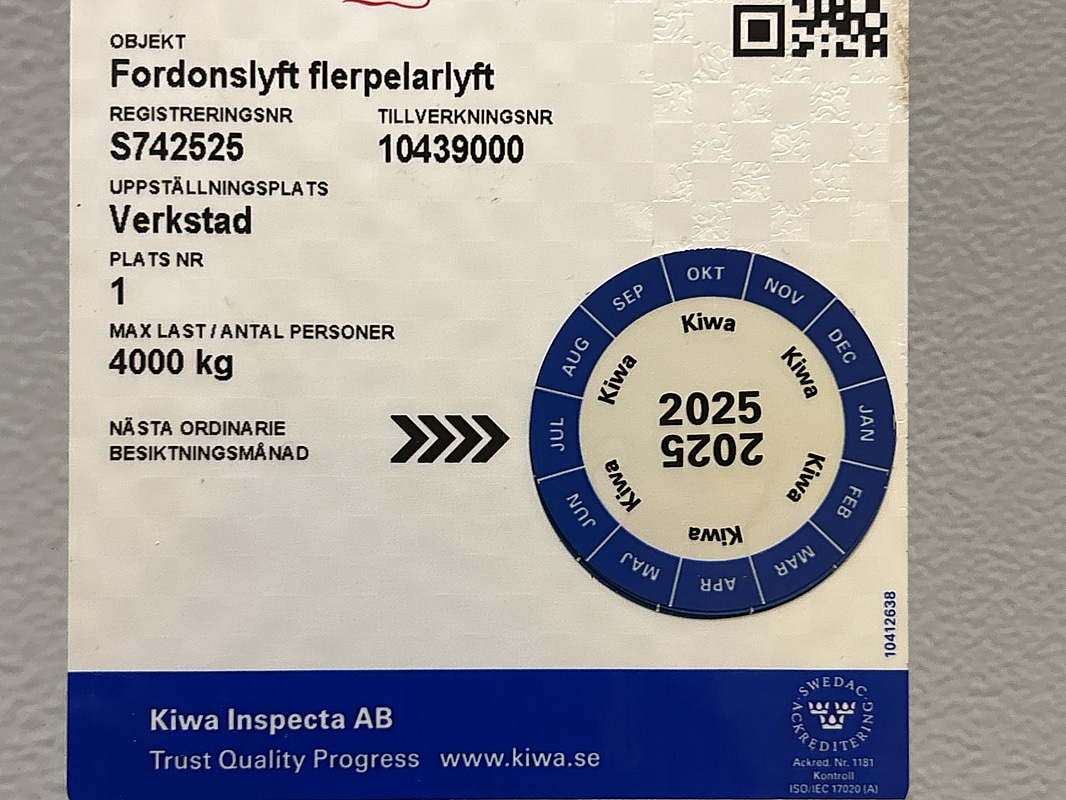 OBJEKT
Fordonslyft flerpelarlyft
REGISTRERINGSNR TILLVERKNINGSNR
S742525 10439000
UPPSTÄLLNINGSPLATS
Verkstad
PLATS NR
1
MAX LAST / ANTAL PERSONER
4000 kg
NÄSTA ORDINARIE
BESIKTNINGSMÅNAD
OKT
NOV
DEC
JAN
FEB
MAR
APR
MAJ
JUN
JUL
AUG
SEP
Kiwa
Kiwa
Kiwa
Kiwa
Kiwa
Kiwa
2025
2025
10412638
Kiwa Inspecta AB
Trust Quality Progress www.kiwa.se
SWEDAC
ACKREDITERING
Ackred. Nr. 1181
Kontroll
ISO/IEC 17020 (A)